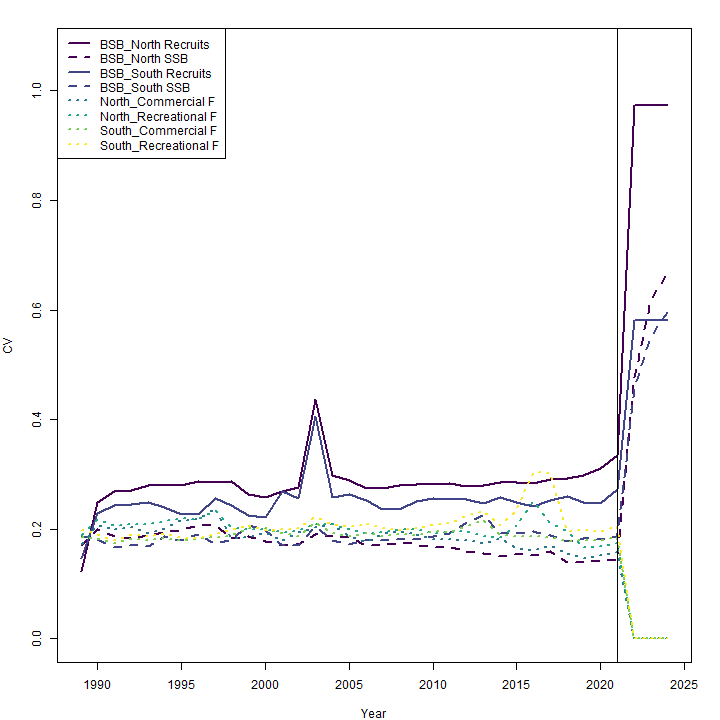 BSB_North Recruits
BSB_North SSB
BSB_South Recruits
BSB_South SSB
North_Commercial F
North_Recreational F
South_Commercial F
South_Recreational F
CV
1.0
0.8
0.6
0.4
0.2
0.0
1990 1995 2000 2005 2010 2015 2020 2025
Year